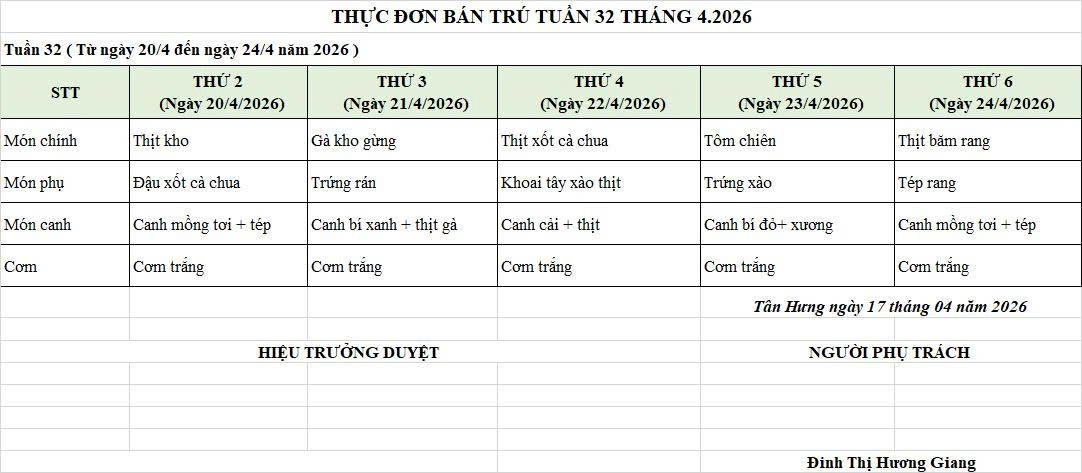 THỰC ĐƠN BÁN TRÚ TUẦN 32 THÁNG 4.2026
Tuần 32 ( Từ ngày 20/4 đến ngày 24/4 năm 2026 )
STT THỨ 2 (Ngày 20/4/2026) THỨ 3 (Ngày 21/4/2026) THỨ 4 (Ngày 22/4/2026) THỨ 5 (Ngày 23/4/2026) THỨ 6 (Ngày 24/4/2026)
Món chính Thịt kho Gà kho gừng Thịt xốt cà chua Tôm chiên Thịt băm rang
Món phụ Đậu xốt cà chua Trứng rán Khoai tây xào thịt Trứng xào Tép rang
Món canh Canh mồng tơi + tép Canh bí xanh + thịt gà Canh cải + thịt Canh bí đỏ+ xương Canh mồng tơi + tép
Cơm Cơm trắng Cơm trắng Cơm trắng Cơm trắng Cơm trắng
Tân Hưng ngày 17 tháng 04 năm 2026
HIỆU TRƯỞNG DUYỆT NGƯỜI PHỤ TRÁCH
Đinh Thị Hương Giang